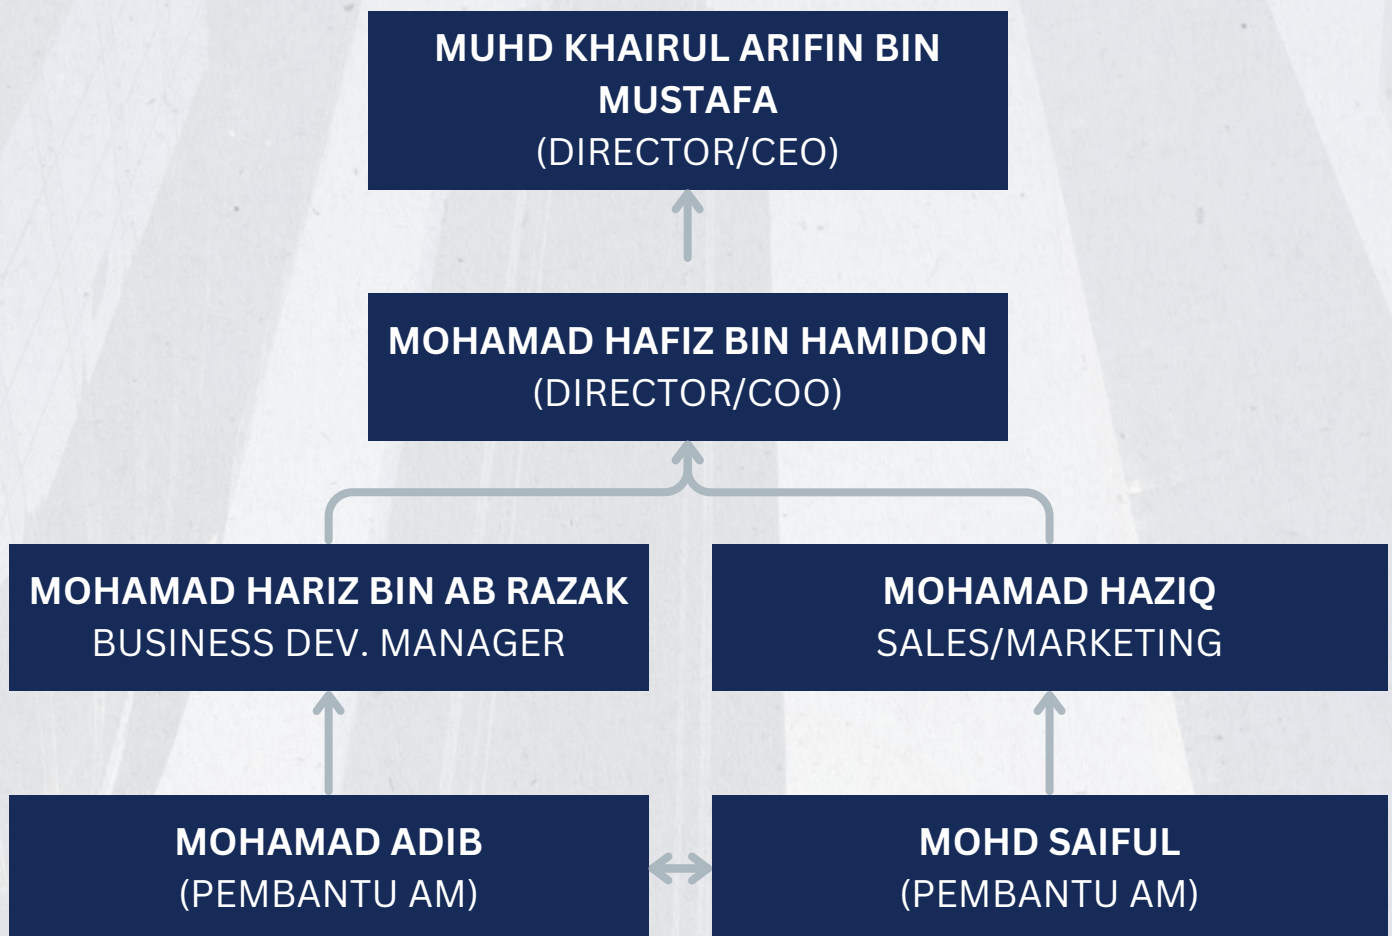 MUHD KHAIRUL ARIFIN BIN
MUSTAFA
(DIRECTOR/CEO)
MOHAMAD HAFIZ BIN HAMIDON
(DIRECTOR/COO)
MOHAMAD HARIZ BIN AB RAZAK
BUSINESS DEV. MANAGER
MOHAMAD HAZIQ
SALES/MARKETING
MOHAMAD ADIB
(PEMBANTU AM)
MOHD SAIFUL
(PEMBANTU AM)